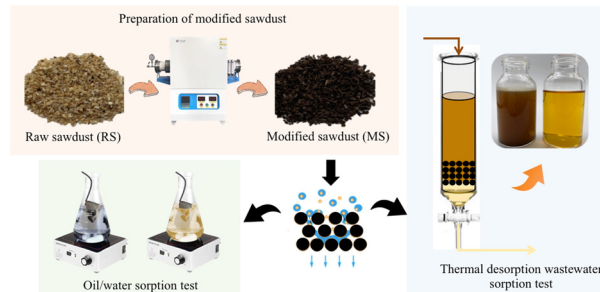 Preparation of modified sawdust
Raw sawdust (RS)
Modified sawdust (MS)
Oil/water sorption test
Thermal desorption wastewater
sorption test